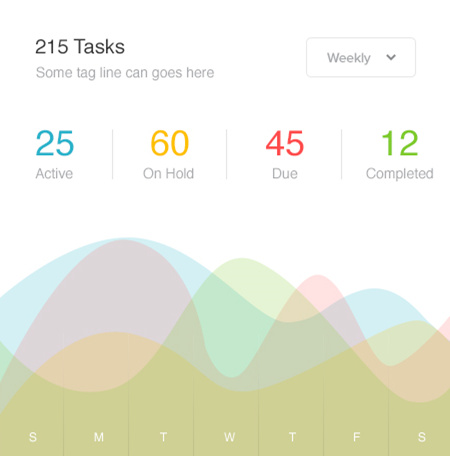 215 Tasks
Some tag line can goes here
Weekly
25 60 45 12
Active On Hold Due Completed
S M T W T F S